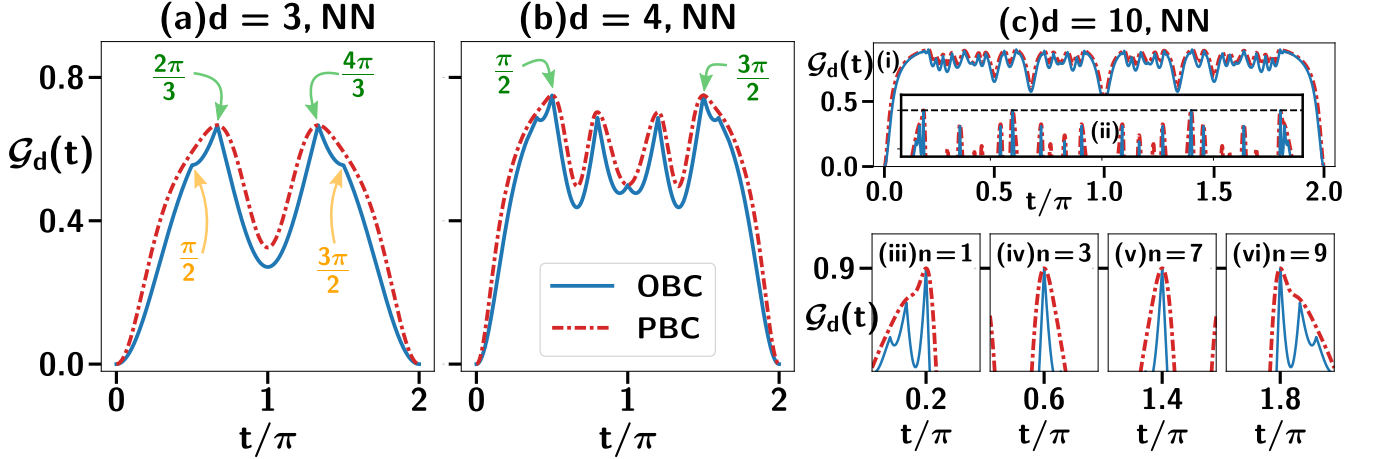 (a)d = 3, NN
𝒢d(t)
0.8
0.4
0.0
2π/3
4π/3
π/2
3π/2
0 1 2
t/π
(b)d = 4, NN
π/2
3π/2
OBC
PBC
0 1 2
t/π
(c)d = 10, NN
𝒢d(t) (i)
0.5
0.0
(ii)
0.0 0.5 1.0 1.5 2.0
t/π
0.9
𝒢d(t)
(iii)n = 1
(iv)n = 3
(v)n = 7
(vi)n = 9
0.2 0.6 1.4 1.8
t/π t/π t/π t/π